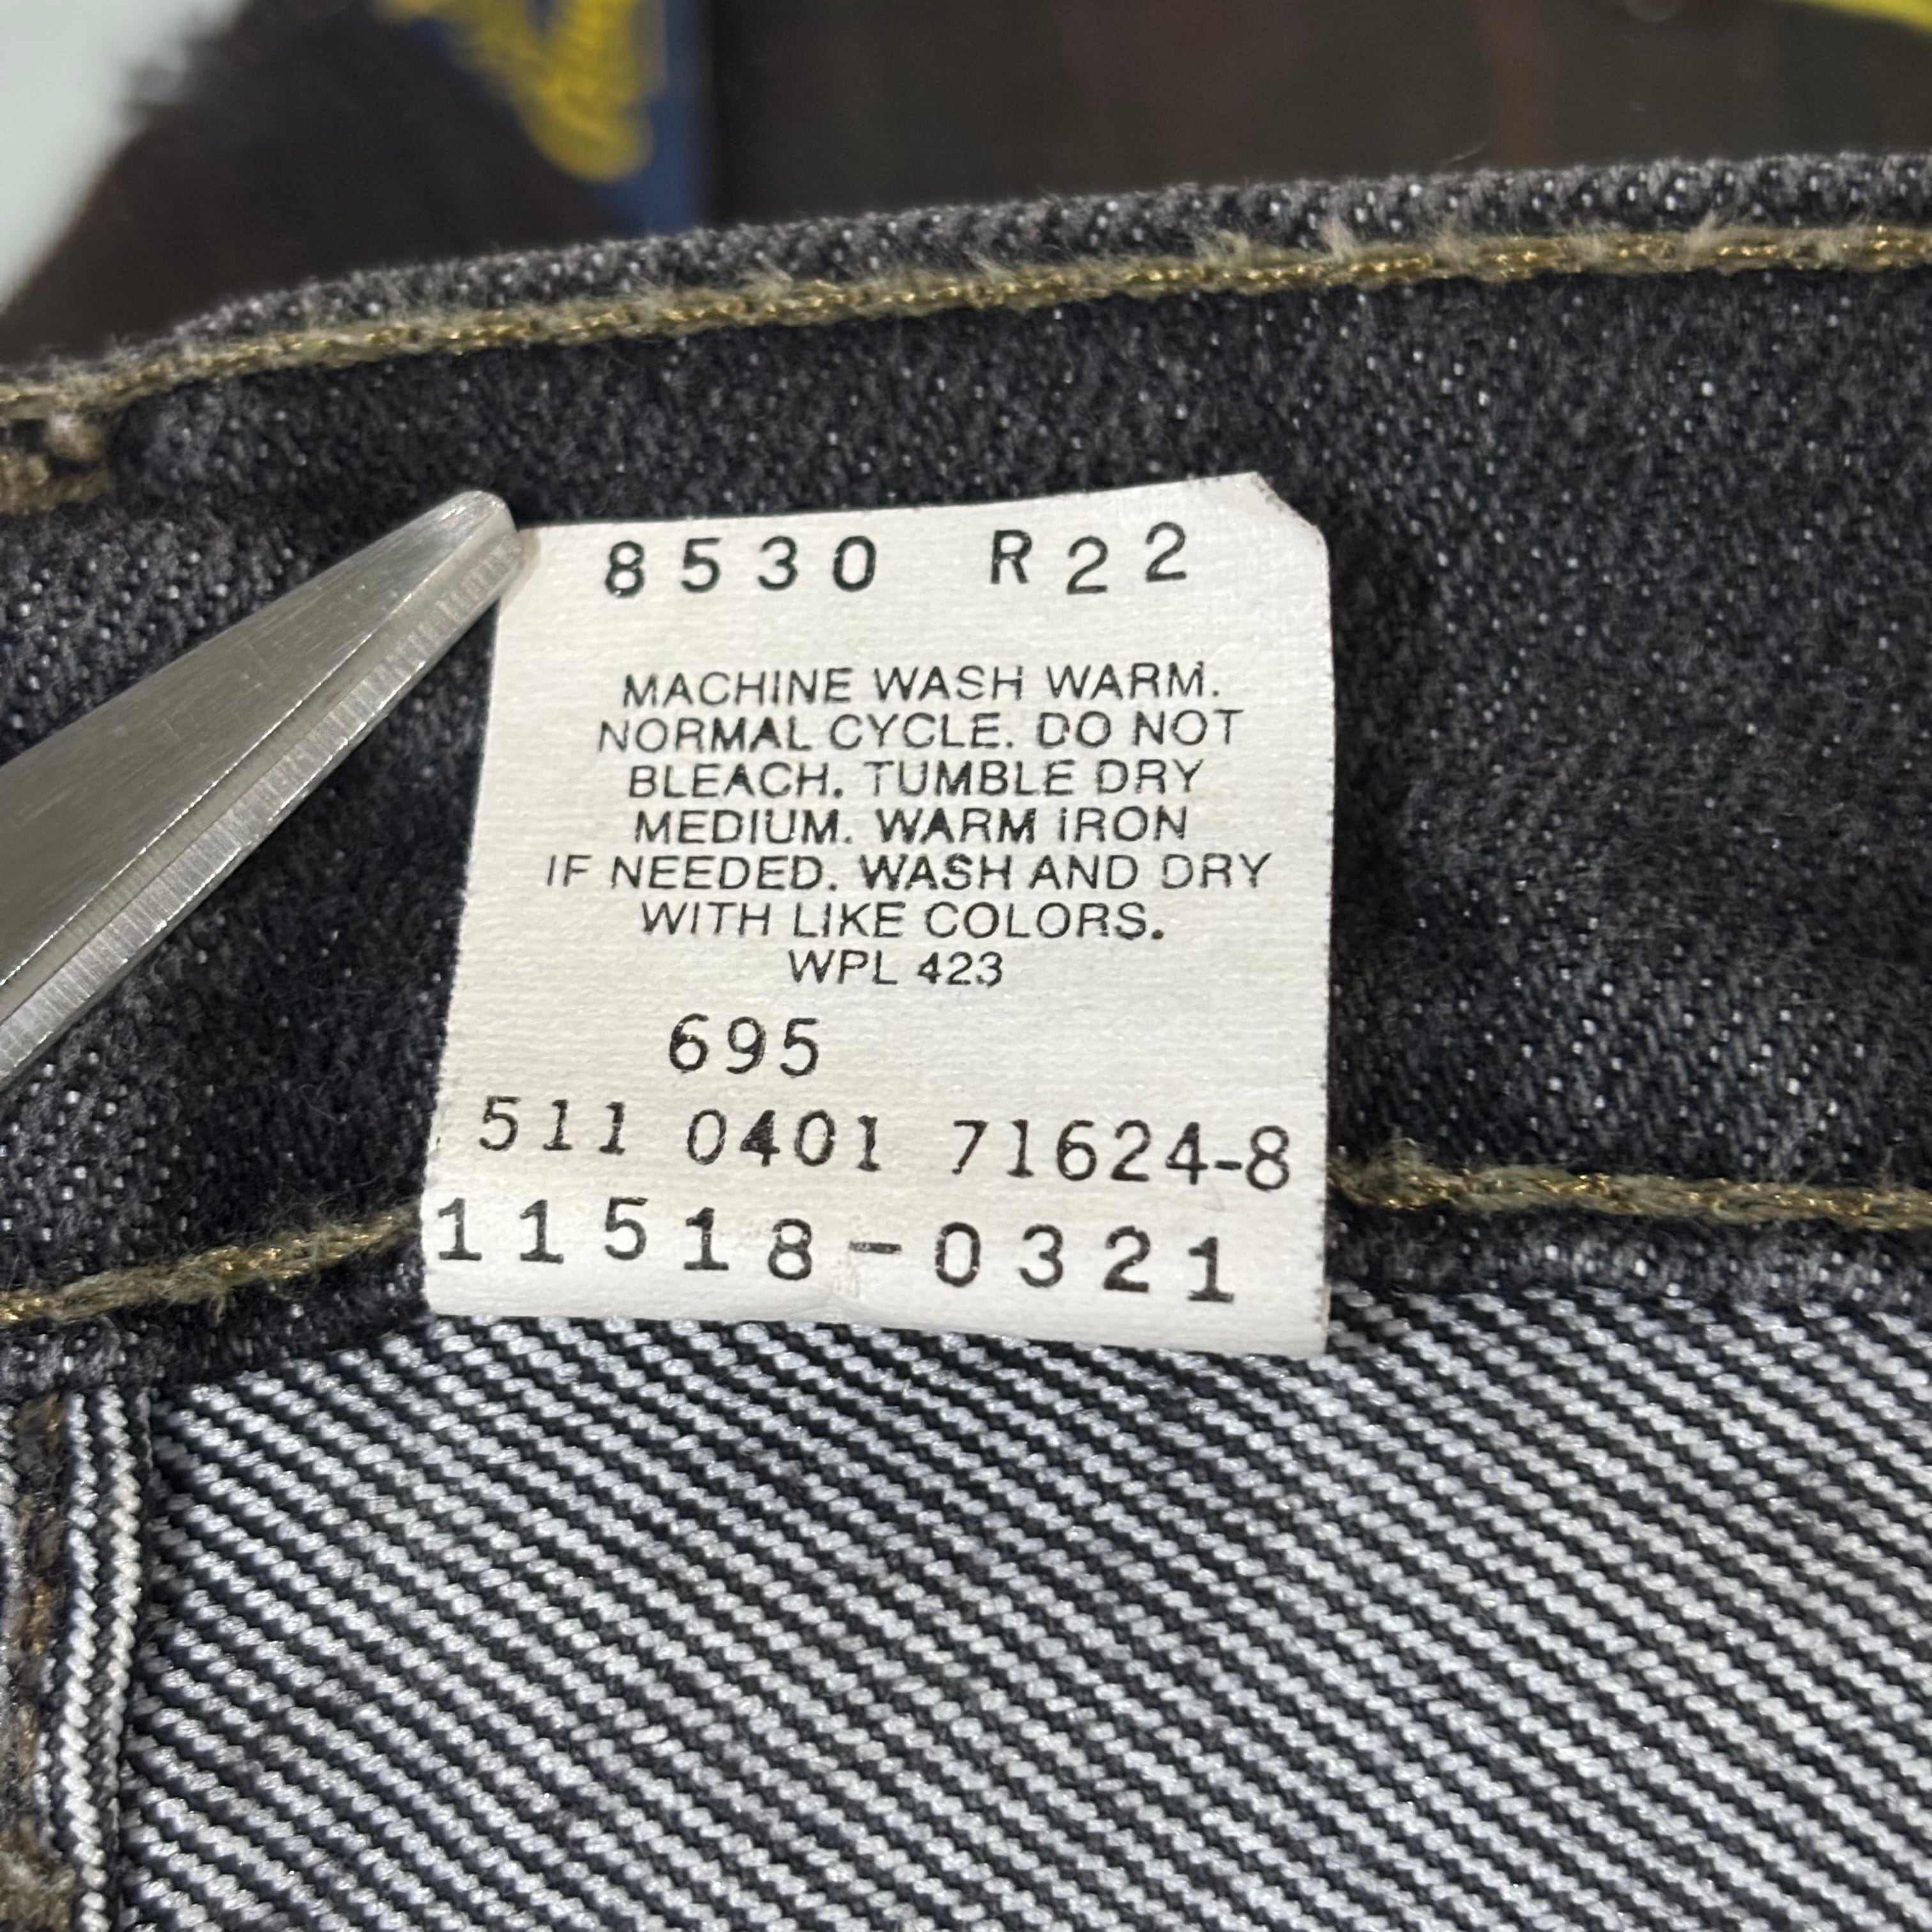 8530 R22
MACHINE WASH WARM.
NORMAL CYCLE. DO NOT
BLEACH. TUMBLE DRY
MEDIUM. WARM IRON
IF NEEDED. WASH AND DRY
WITH LIKE COLORS.
WPL 423
695
511 0401 71624-8
11518-0321